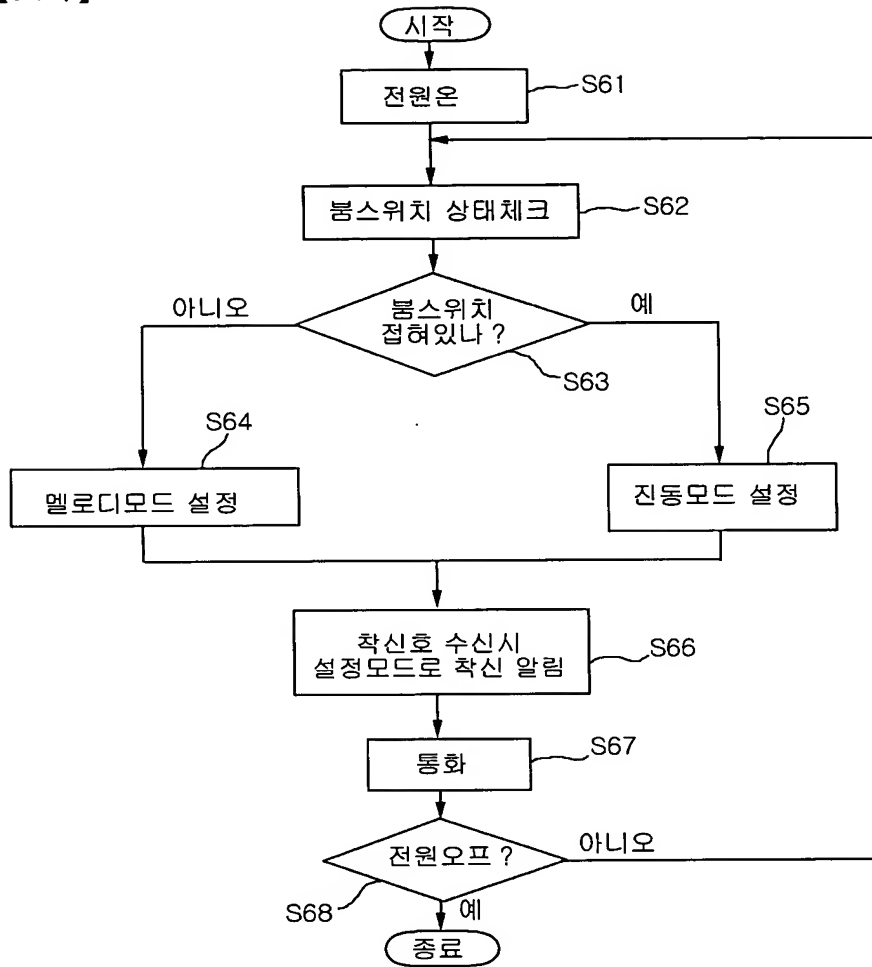 시작
전원온
S61
붐스위치 상태체크
S62
아니오
붐스위치
접혀있나 ?
예
S63
S64
S65
멜로디모드 설정
진동모드 설정
착신호 수신시
설정모드로 착신 알림
S66
통화
S67
전원오프 ?
아니오
S68
예
종료